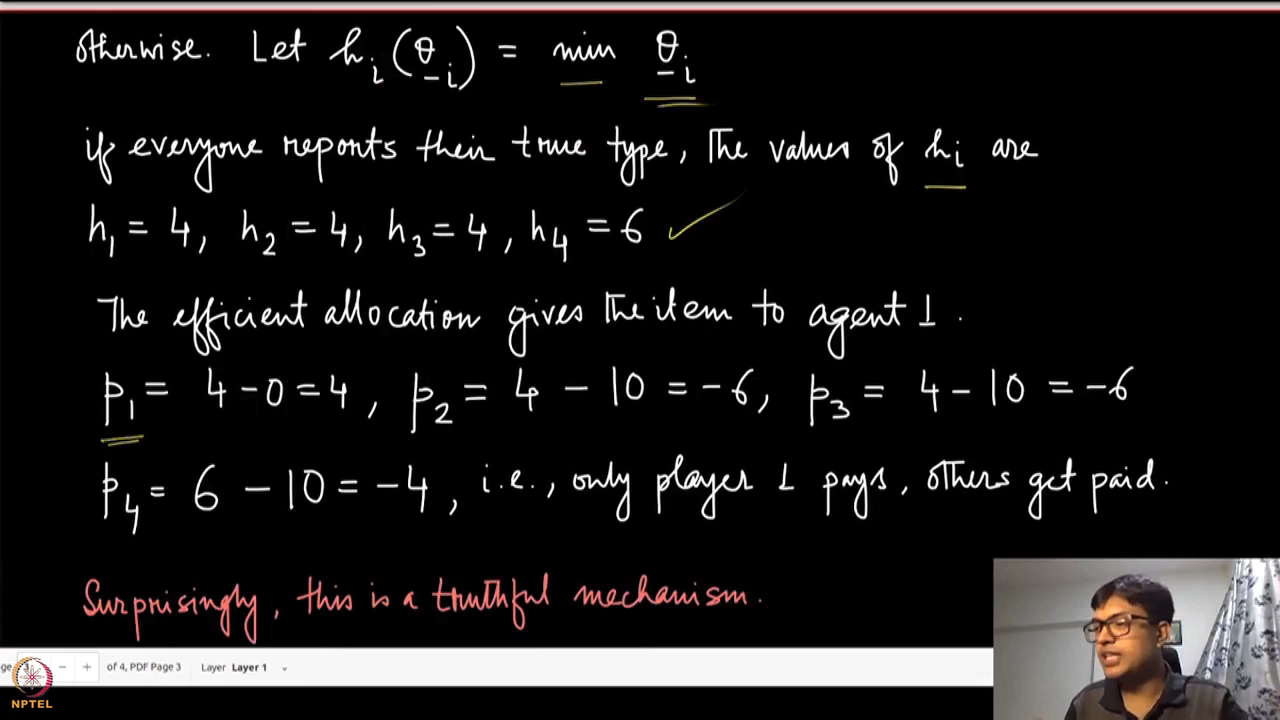 otherwise. Let hᵢ(θ₋ᵢ) = min θ₋ᵢ
if everyone reports their true type, the values of hᵢ are
h₁ = 4, h₂ = 4, h₃ = 4, h₄ = 6 ✓
The efficient allocation gives the item to agent 1.
p₁ = 4 - 0 = 4, p₂ = 4 - 10 = -6, p₃ = 4 - 10 = -6
p₄ = 6 - 10 = -4, i.e., only player 1 pays, others get paid.
Surprisingly, this is a truthful mechanism.
ge 3 - + of 4, PDF Page 3 Layer Layer 1
NPTEL